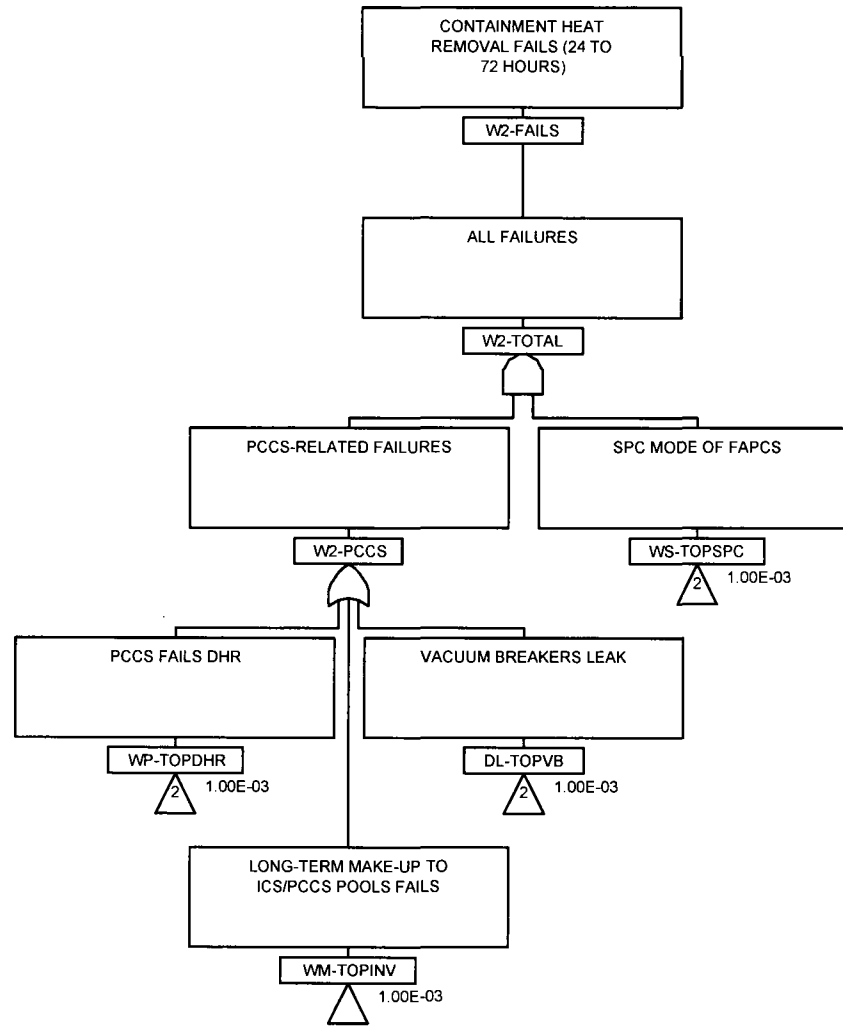 CONTAINMENT HEAT
REMOVAL FAILS (24 TO
72 HOURS)
W2-FAILS
ALL FAILURES
W2-TOTAL
PCCS-RELATED FAILURES
SPC MODE OF FAPCS
W2-PCCS
WS-TOPSPC
2
1.00E-03
PCCS FAILS DHR
VACUUM BREAKERS LEAK
WP-TOPDHR
DL-TOPVB
2
1.00E-03
2
1.00E-03
LONG-TERM MAKE-UP TO
ICS/PCCS POOLS FAILS
WM-TOPINV
1.00E-03